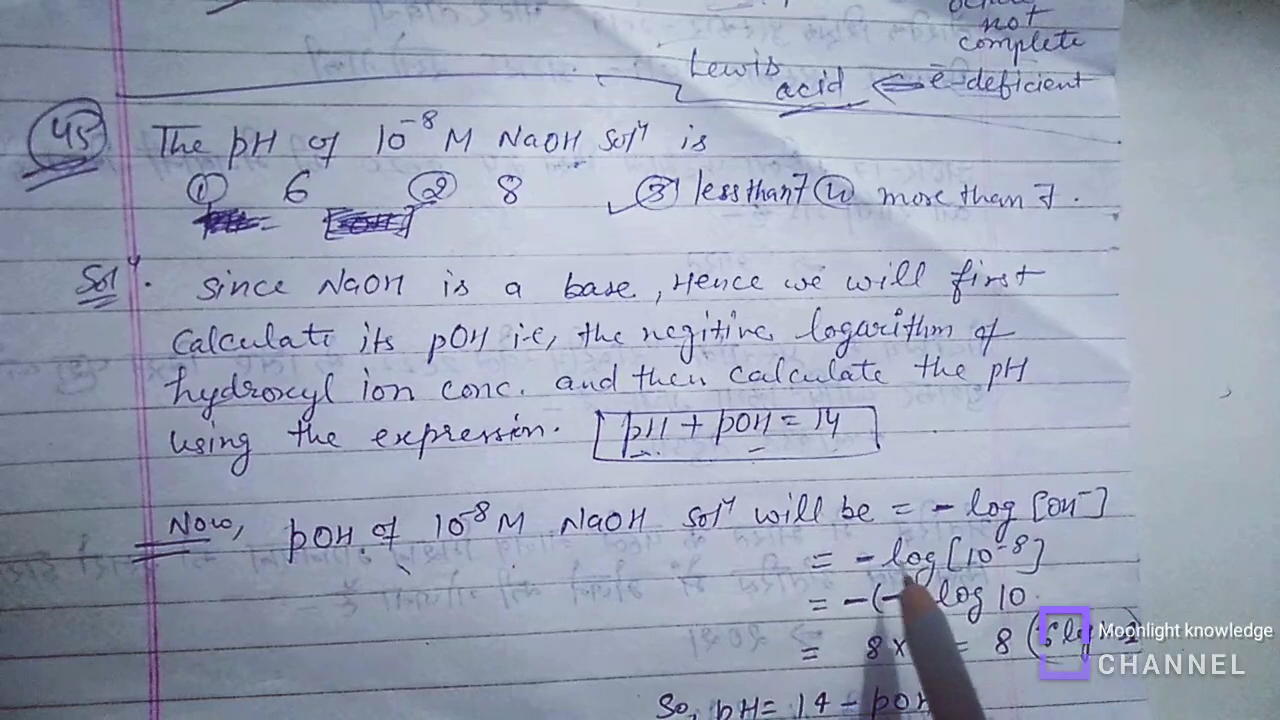 not
complete
Lewis
acid ⇐ e⁻ deficient
45 The pH of 10⁻⁸ M NaOH Solⁿ is
① 6 ② 8 ③ less than 7 ④ more than 7.
Solⁿ. Since NaOH is a base, Hence we will first
Calculate its pOH i.e, the negitive logarithm of
hydroxyl ion conc. and then calculate the pH
using the expression. pH + pOH = 14
Now, pOH of 10⁻⁸ M NaOH Solⁿ will be = - log [OH⁻]
= - log [10⁻⁸]
= -(- log 10
= 8 × = 8
So, pH = 14 - pOH
Moonlight knowledge
CHANNEL